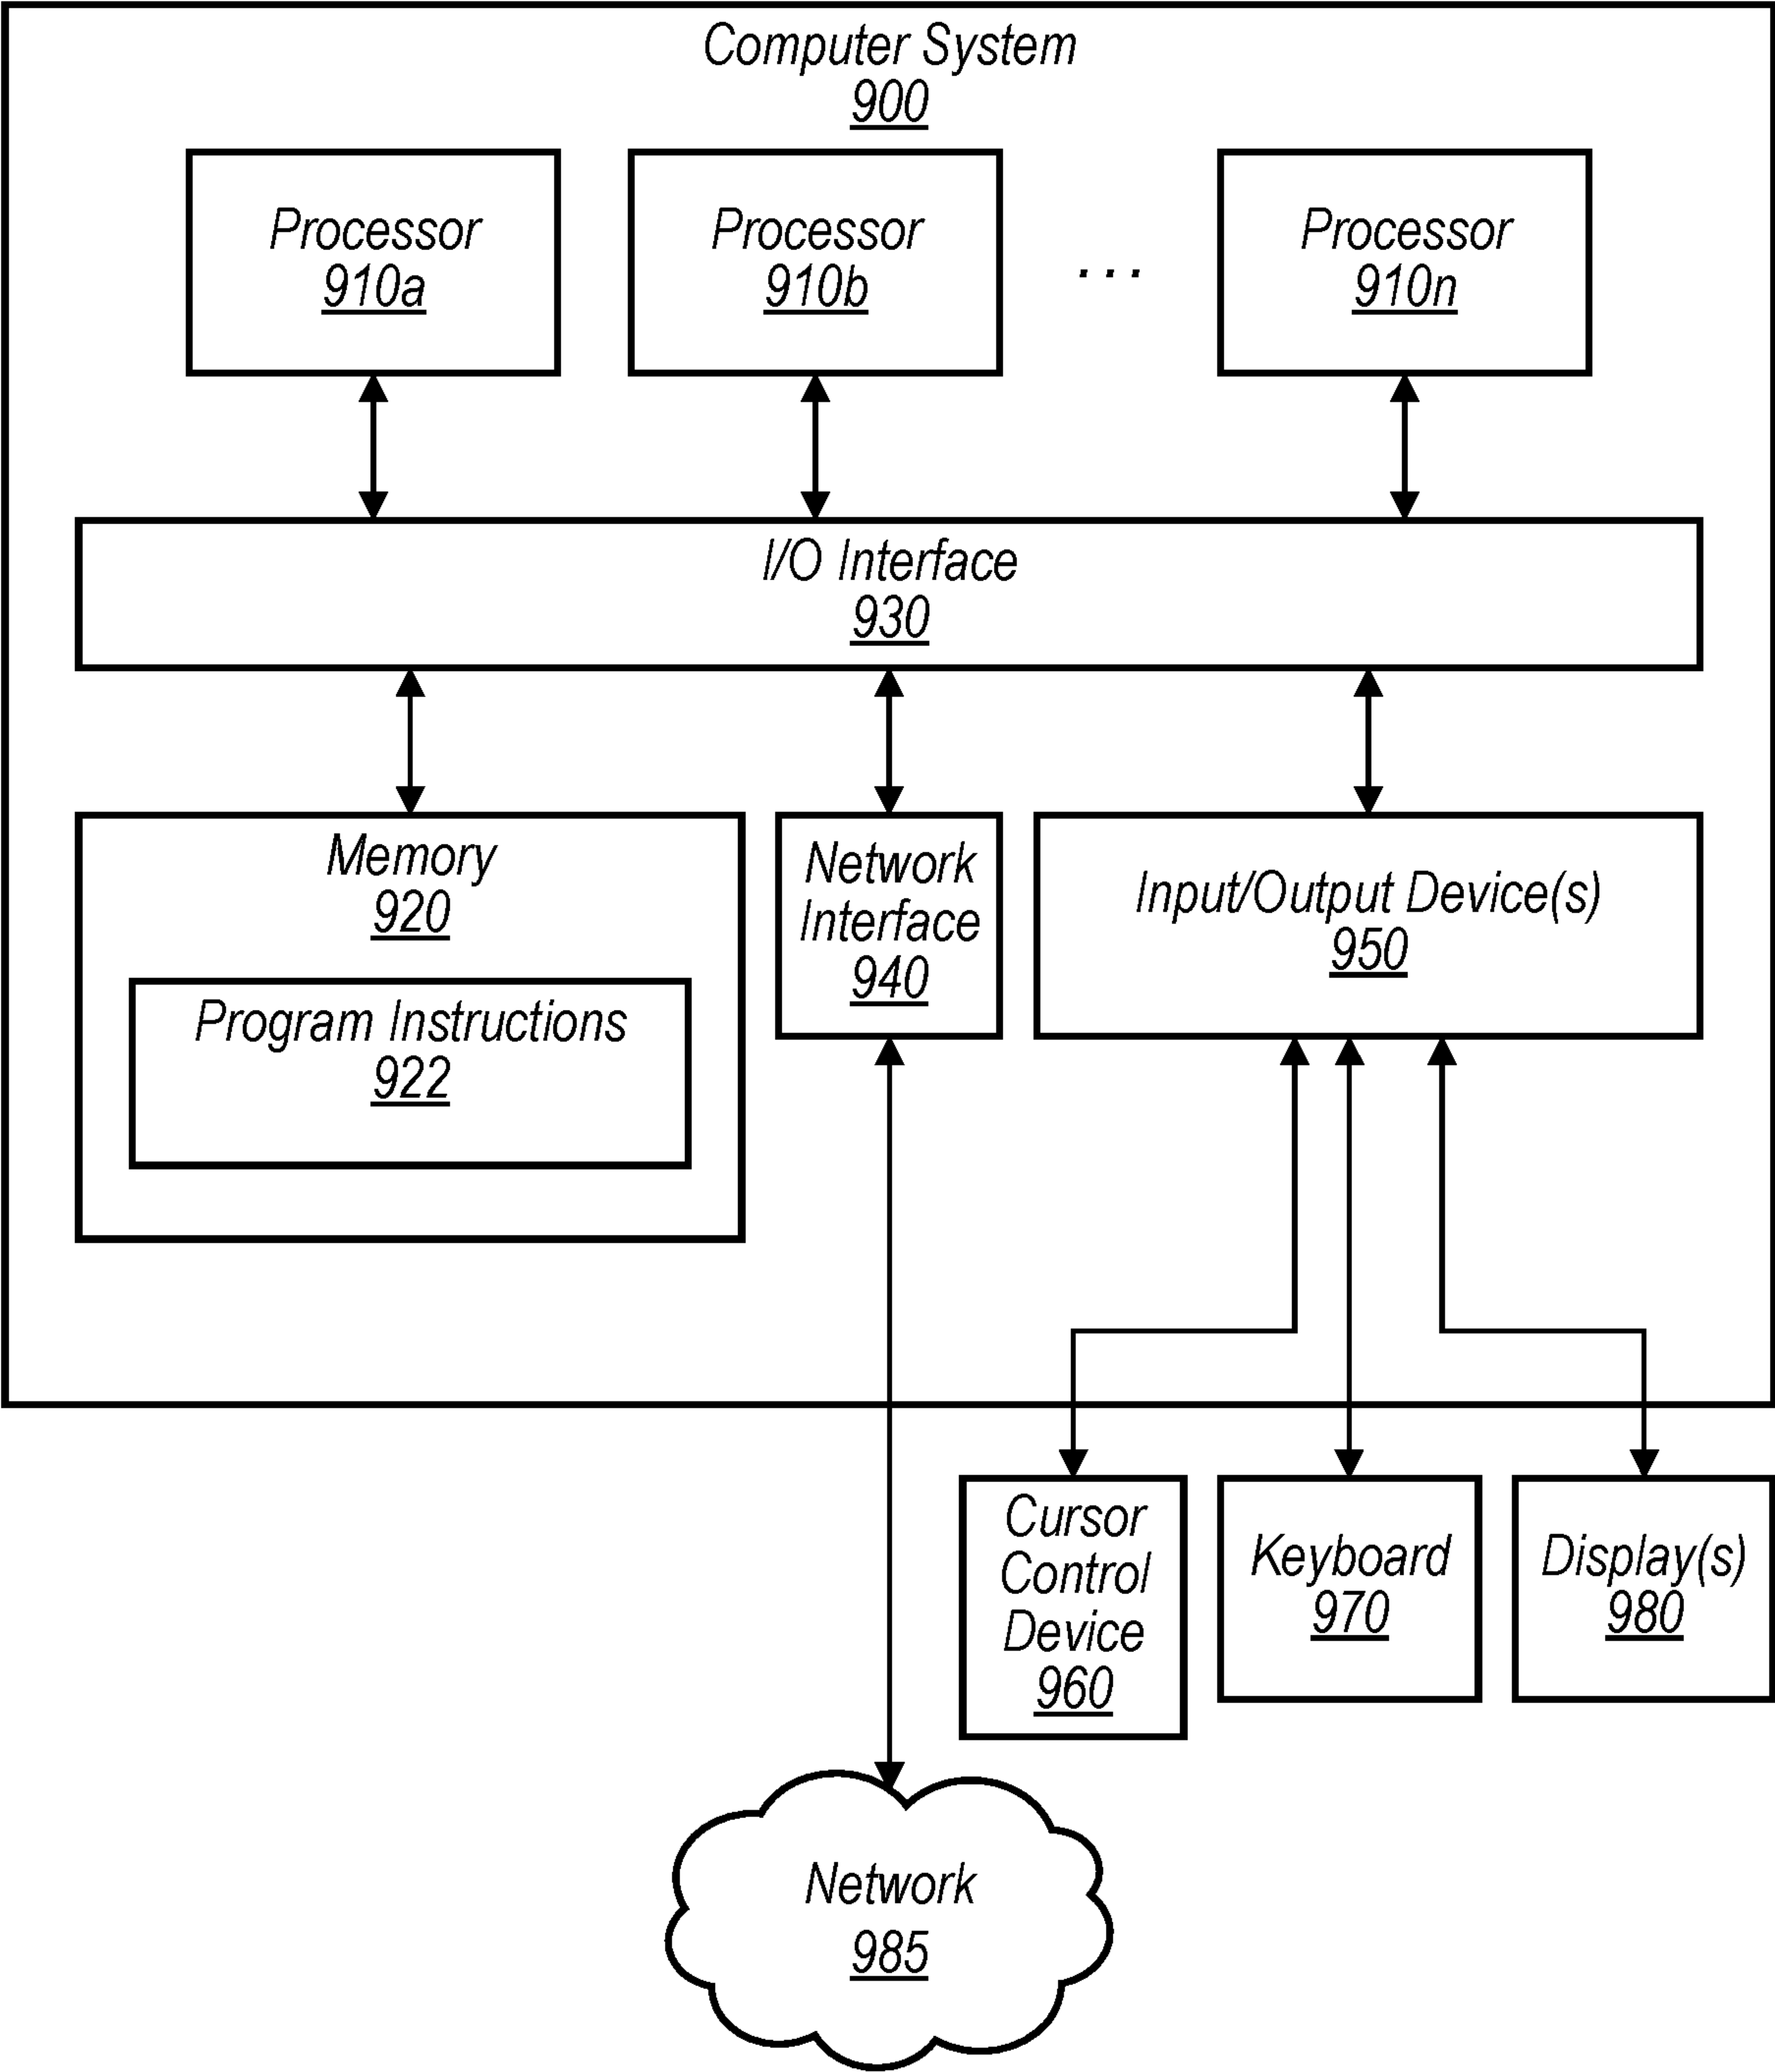 Computer System
900
Processor
910a
Processor
910b
...
Processor
910n
I/O Interface
930
Memory
920
Program Instructions
922
Network
Interface
940
Input/Output Device(s)
950
Cursor
Control
Device
960
Keyboard
970
Display(s)
980
Network
985